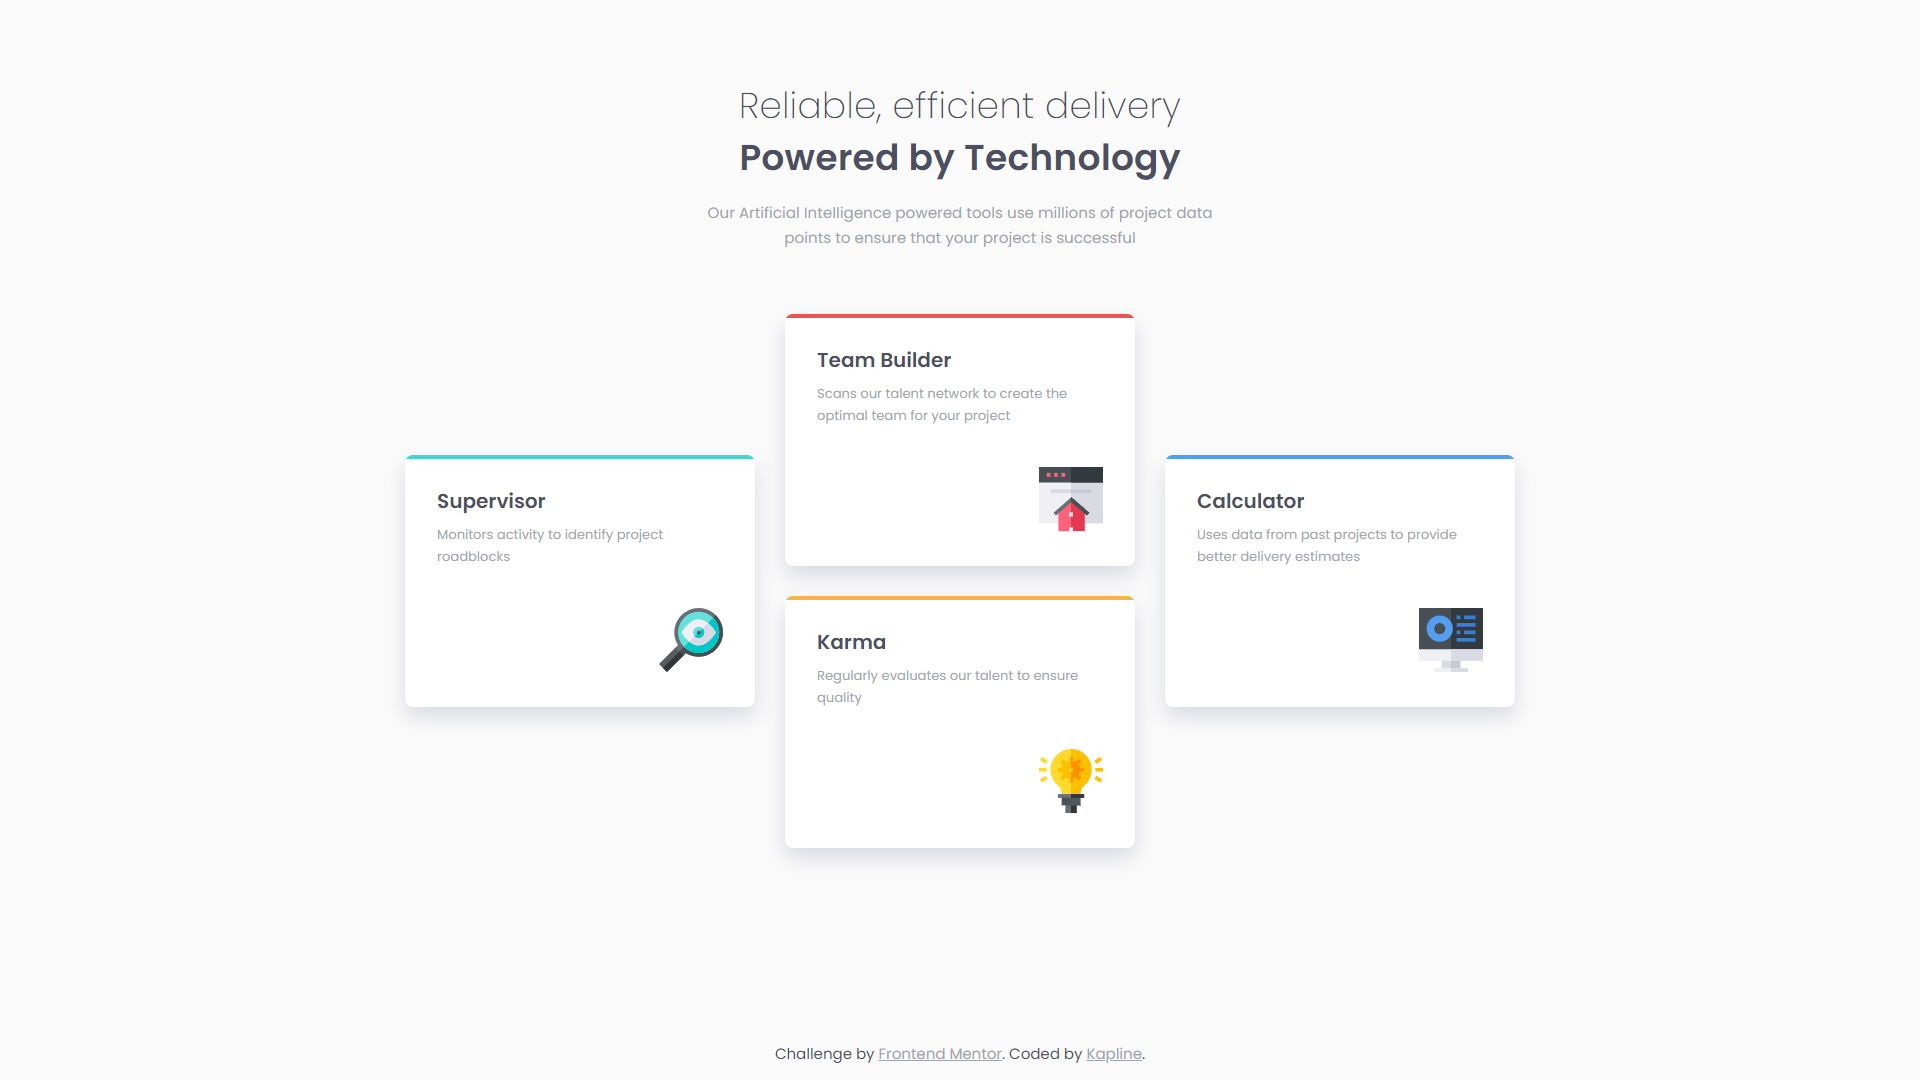 Reliable, efficient delivery
Powered by Technology
Our Artificial Intelligence powered tools use millions of project data
points to ensure that your project is successful
Supervisor
Monitors activity to identify project
roadblocks
Team Builder
Scans our talent network to create the
optimal team for your project
Karma
Regularly evaluates our talent to ensure
quality
Calculator
Uses data from past projects to provide
better delivery estimates
Challenge by Frontend Mentor. Coded by Kapline.